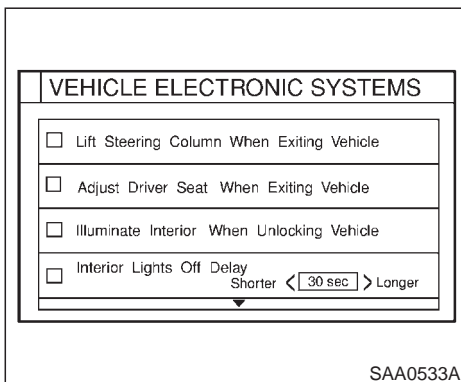 VEHICLE ELECTRONIC SYSTEMS
Lift Steering Column When Exiting Vehicle
Adjust Driver Seat When Exiting Vehicle
Illuminate Interior When Unlocking Vehicle
Interior Lights Off Delay
Shorter < 30 sec > Longer
SAA0533A